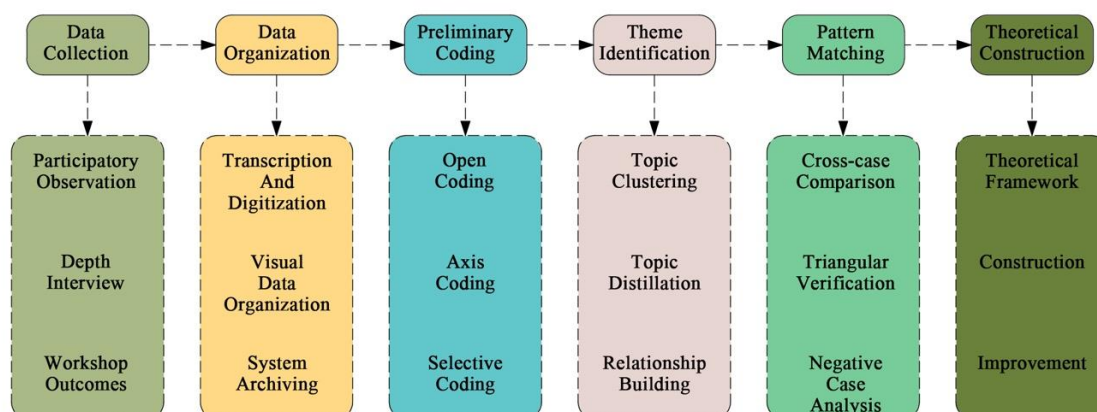 Data
Collection
Data
Organization
Preliminary
Coding
Theme
Identification
Pattern
Matching
Theoretical
Construction
Participatory
Observation
Depth
Interview
Workshop
Outcomes
Transcription
And
Digitization
Visual
Data
Organization
System
Archiving
Open
Coding
Axis
Coding
Selective
Coding
Topic
Clustering
Topic
Distillation
Relationship
Building
Cross-case
Comparison
Triangular
Verification
Negative
Case
Analysis
Theoretical
Framework
Construction
Improvement